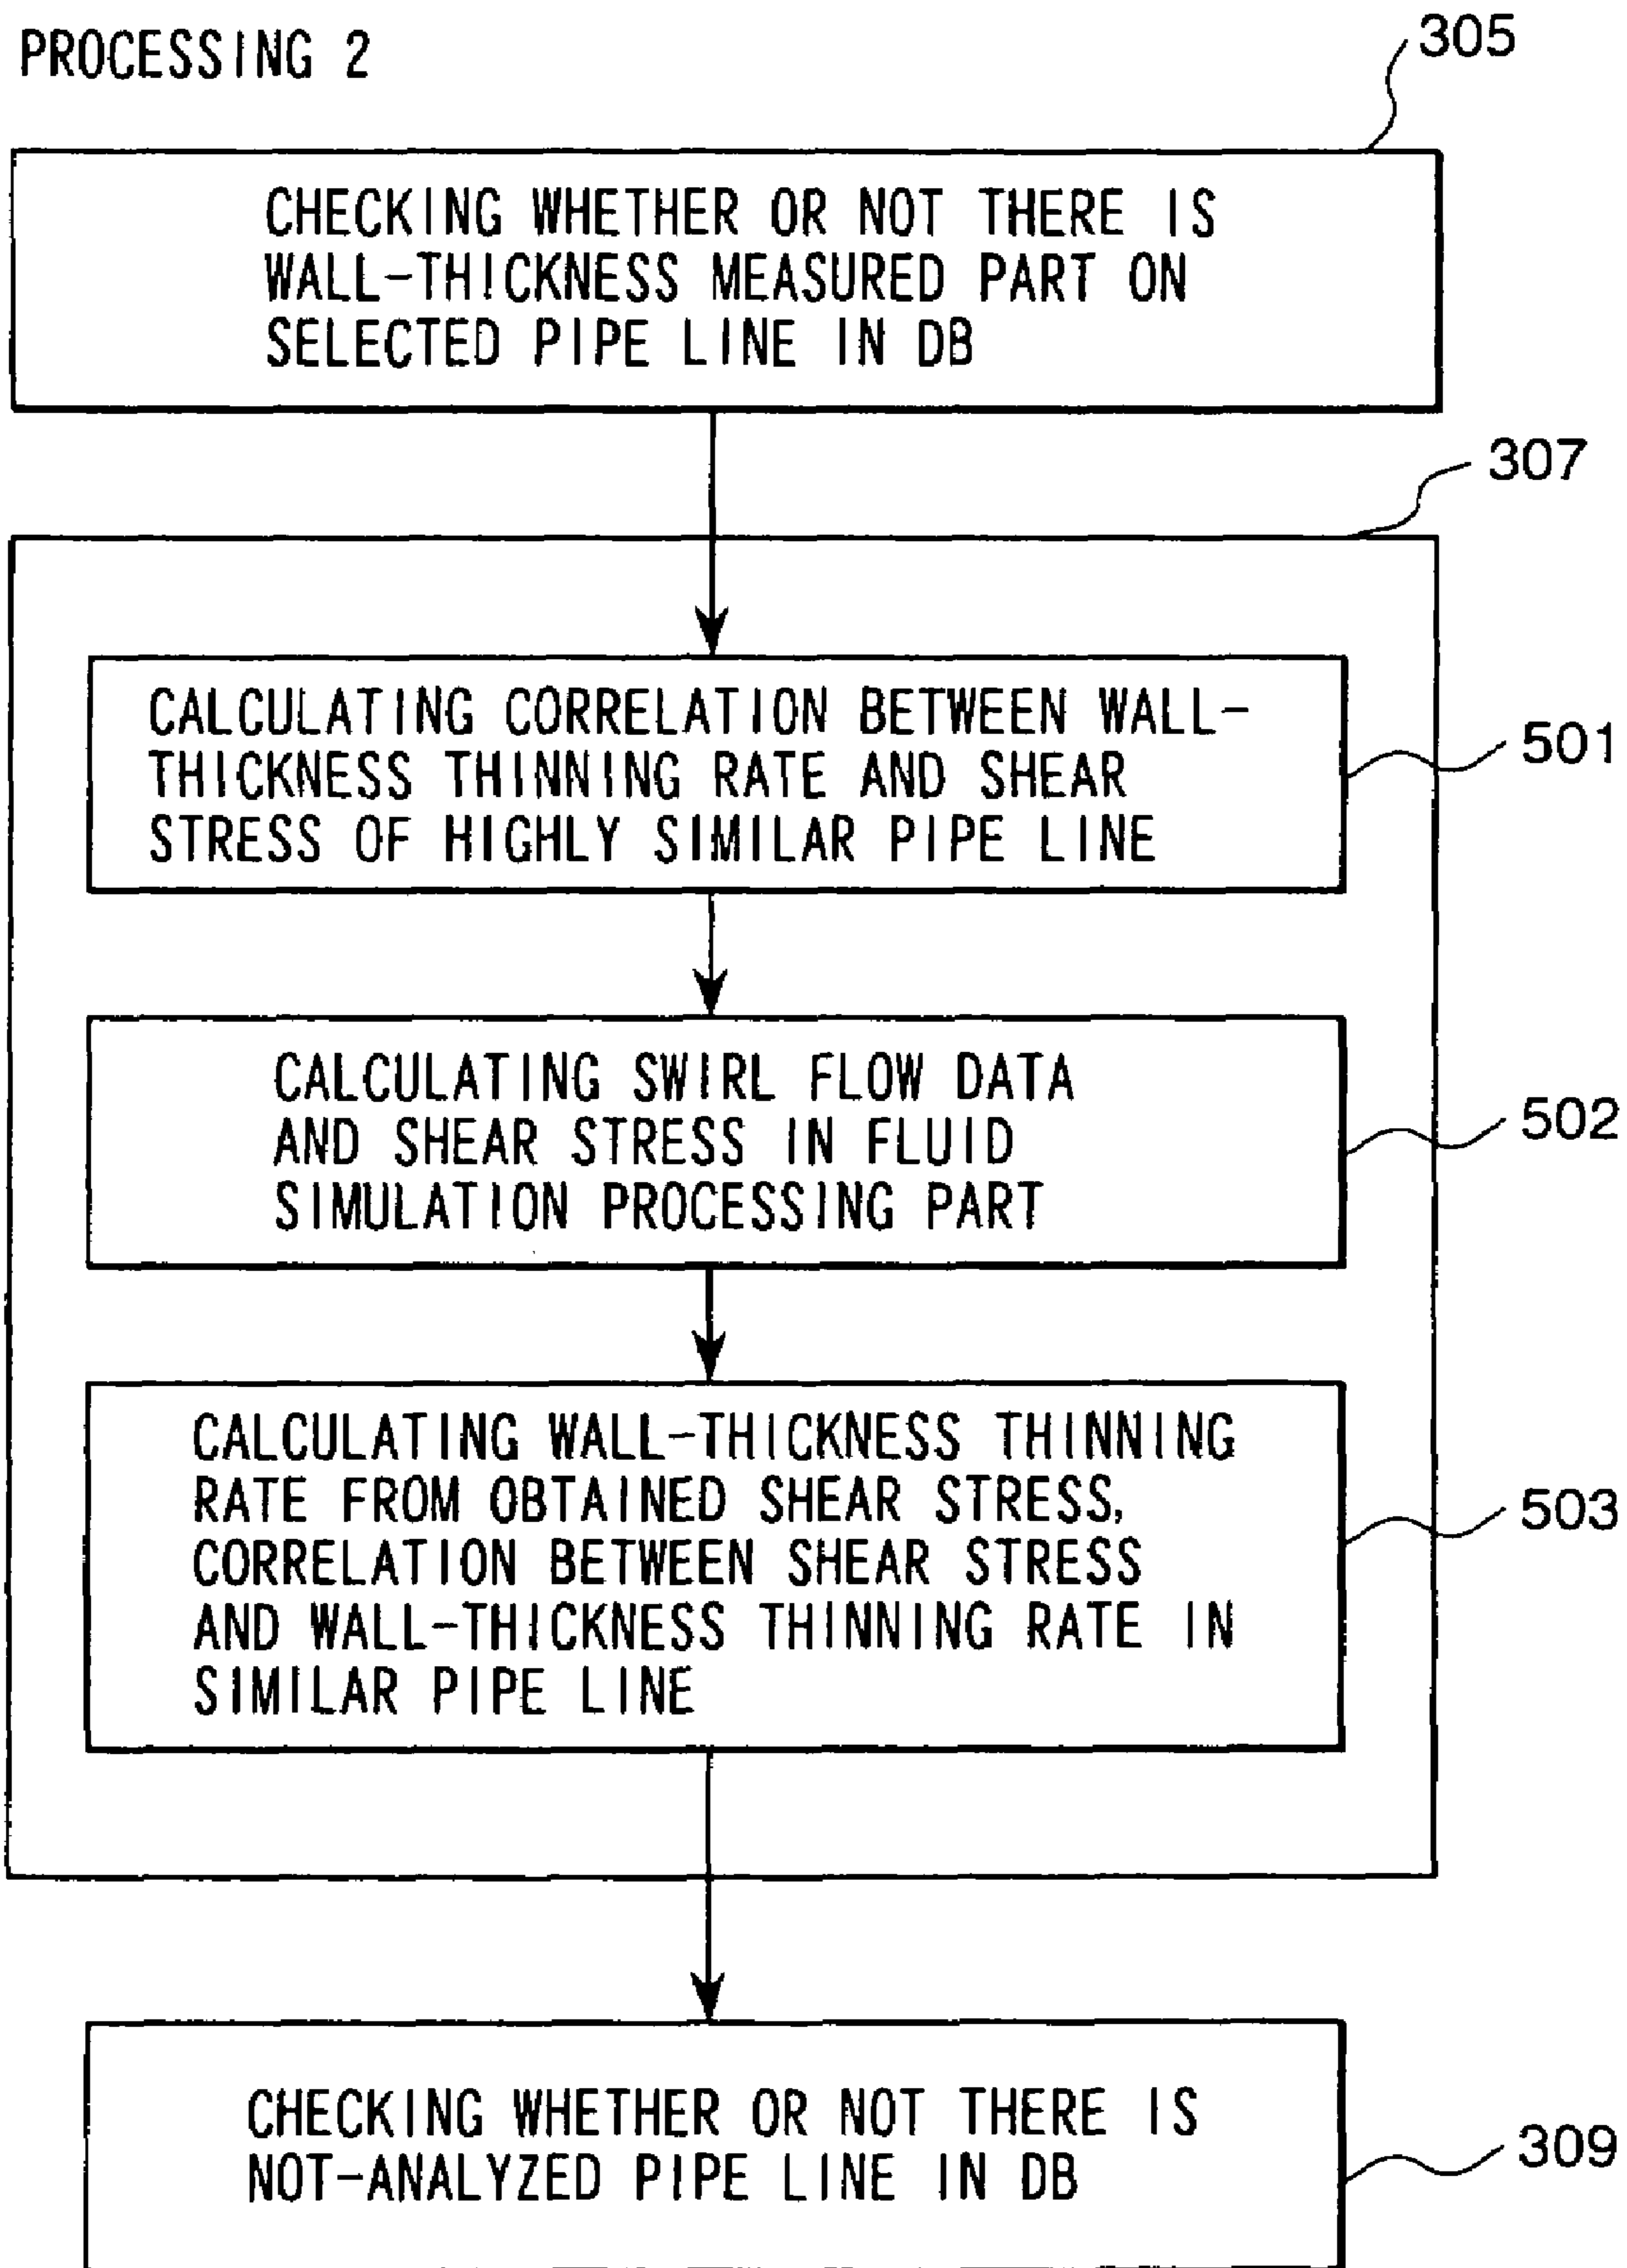 PROCESSING 2
305
CHECKING WHETHER OR NOT THERE IS
WALL-THICKNESS MEASURED PART ON
SELECTED PIPE LINE IN DB
307
CALCULATING CORRELATION BETWEEN WALL-
THICKNESS THINNING RATE AND SHEAR
STRESS OF HIGHLY SIMILAR PIPE LINE
501
CALCULATING SWIRL FLOW DATA
AND SHEAR STRESS IN FLUID
SIMULATION PROCESSING PART
502
CALCULATING WALL-THICKNESS THINNING
RATE FROM OBTAINED SHEAR STRESS,
CORRELATION BETWEEN SHEAR STRESS
AND WALL-THICKNESS THINNING RATE IN
SIMILAR PIPE LINE
503
CHECKING WHETHER OR NOT THERE IS
NOT-ANALYZED PIPE LINE IN DB
309